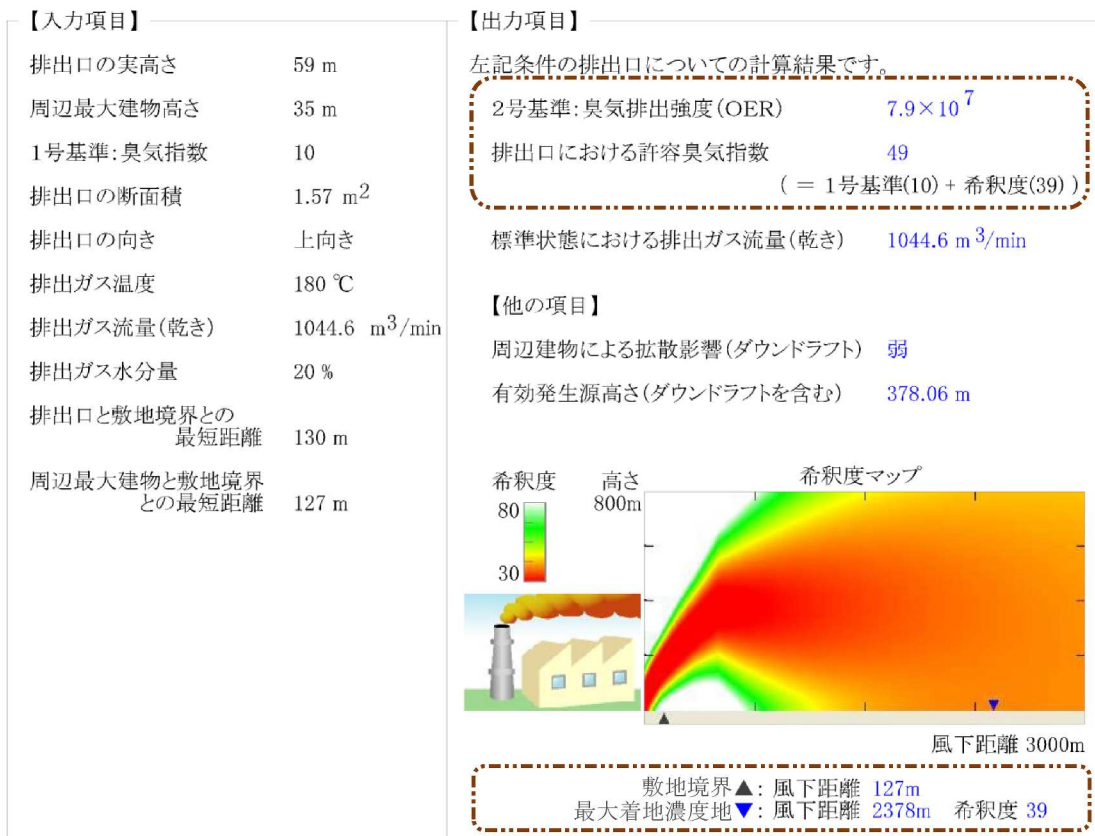 【入力項目】
排出口の実高さ 59 m
周辺最大建物高さ 35 m
1号基準:臭気指数 10
排出口の断面積 1.57 m2
排出口の向き 上向き
排出ガス温度 180 ℃
排出ガス流量(乾き) 1044.6 m3/min
排出ガス水分量 20 %
排出口と敷地境界との
最短距離 130 m
周辺最大建物と敷地境界
との最短距離 127 m
【出力項目】
左記条件の排出口についての計算結果です。
2号基準:臭気排出強度(OER) 7.9×10 7
排出口における許容臭気指数 49
( = 1号基準(10) + 希釈度(39) )
標準状態における排出ガス流量(乾き) 1044.6 m 3/min
【他の項目】
周辺建物による拡散影響(ダウンドラフト) 弱
有効発生源高さ(ダウンドラフトを含む) 378.06 m
希釈度 高さ 希釈度マップ
80 800m
30
風下距離 3000m
敷地境界▲: 風下距離 127m
最大着地濃度地▼: 風下距離 2378m 希釈度 39